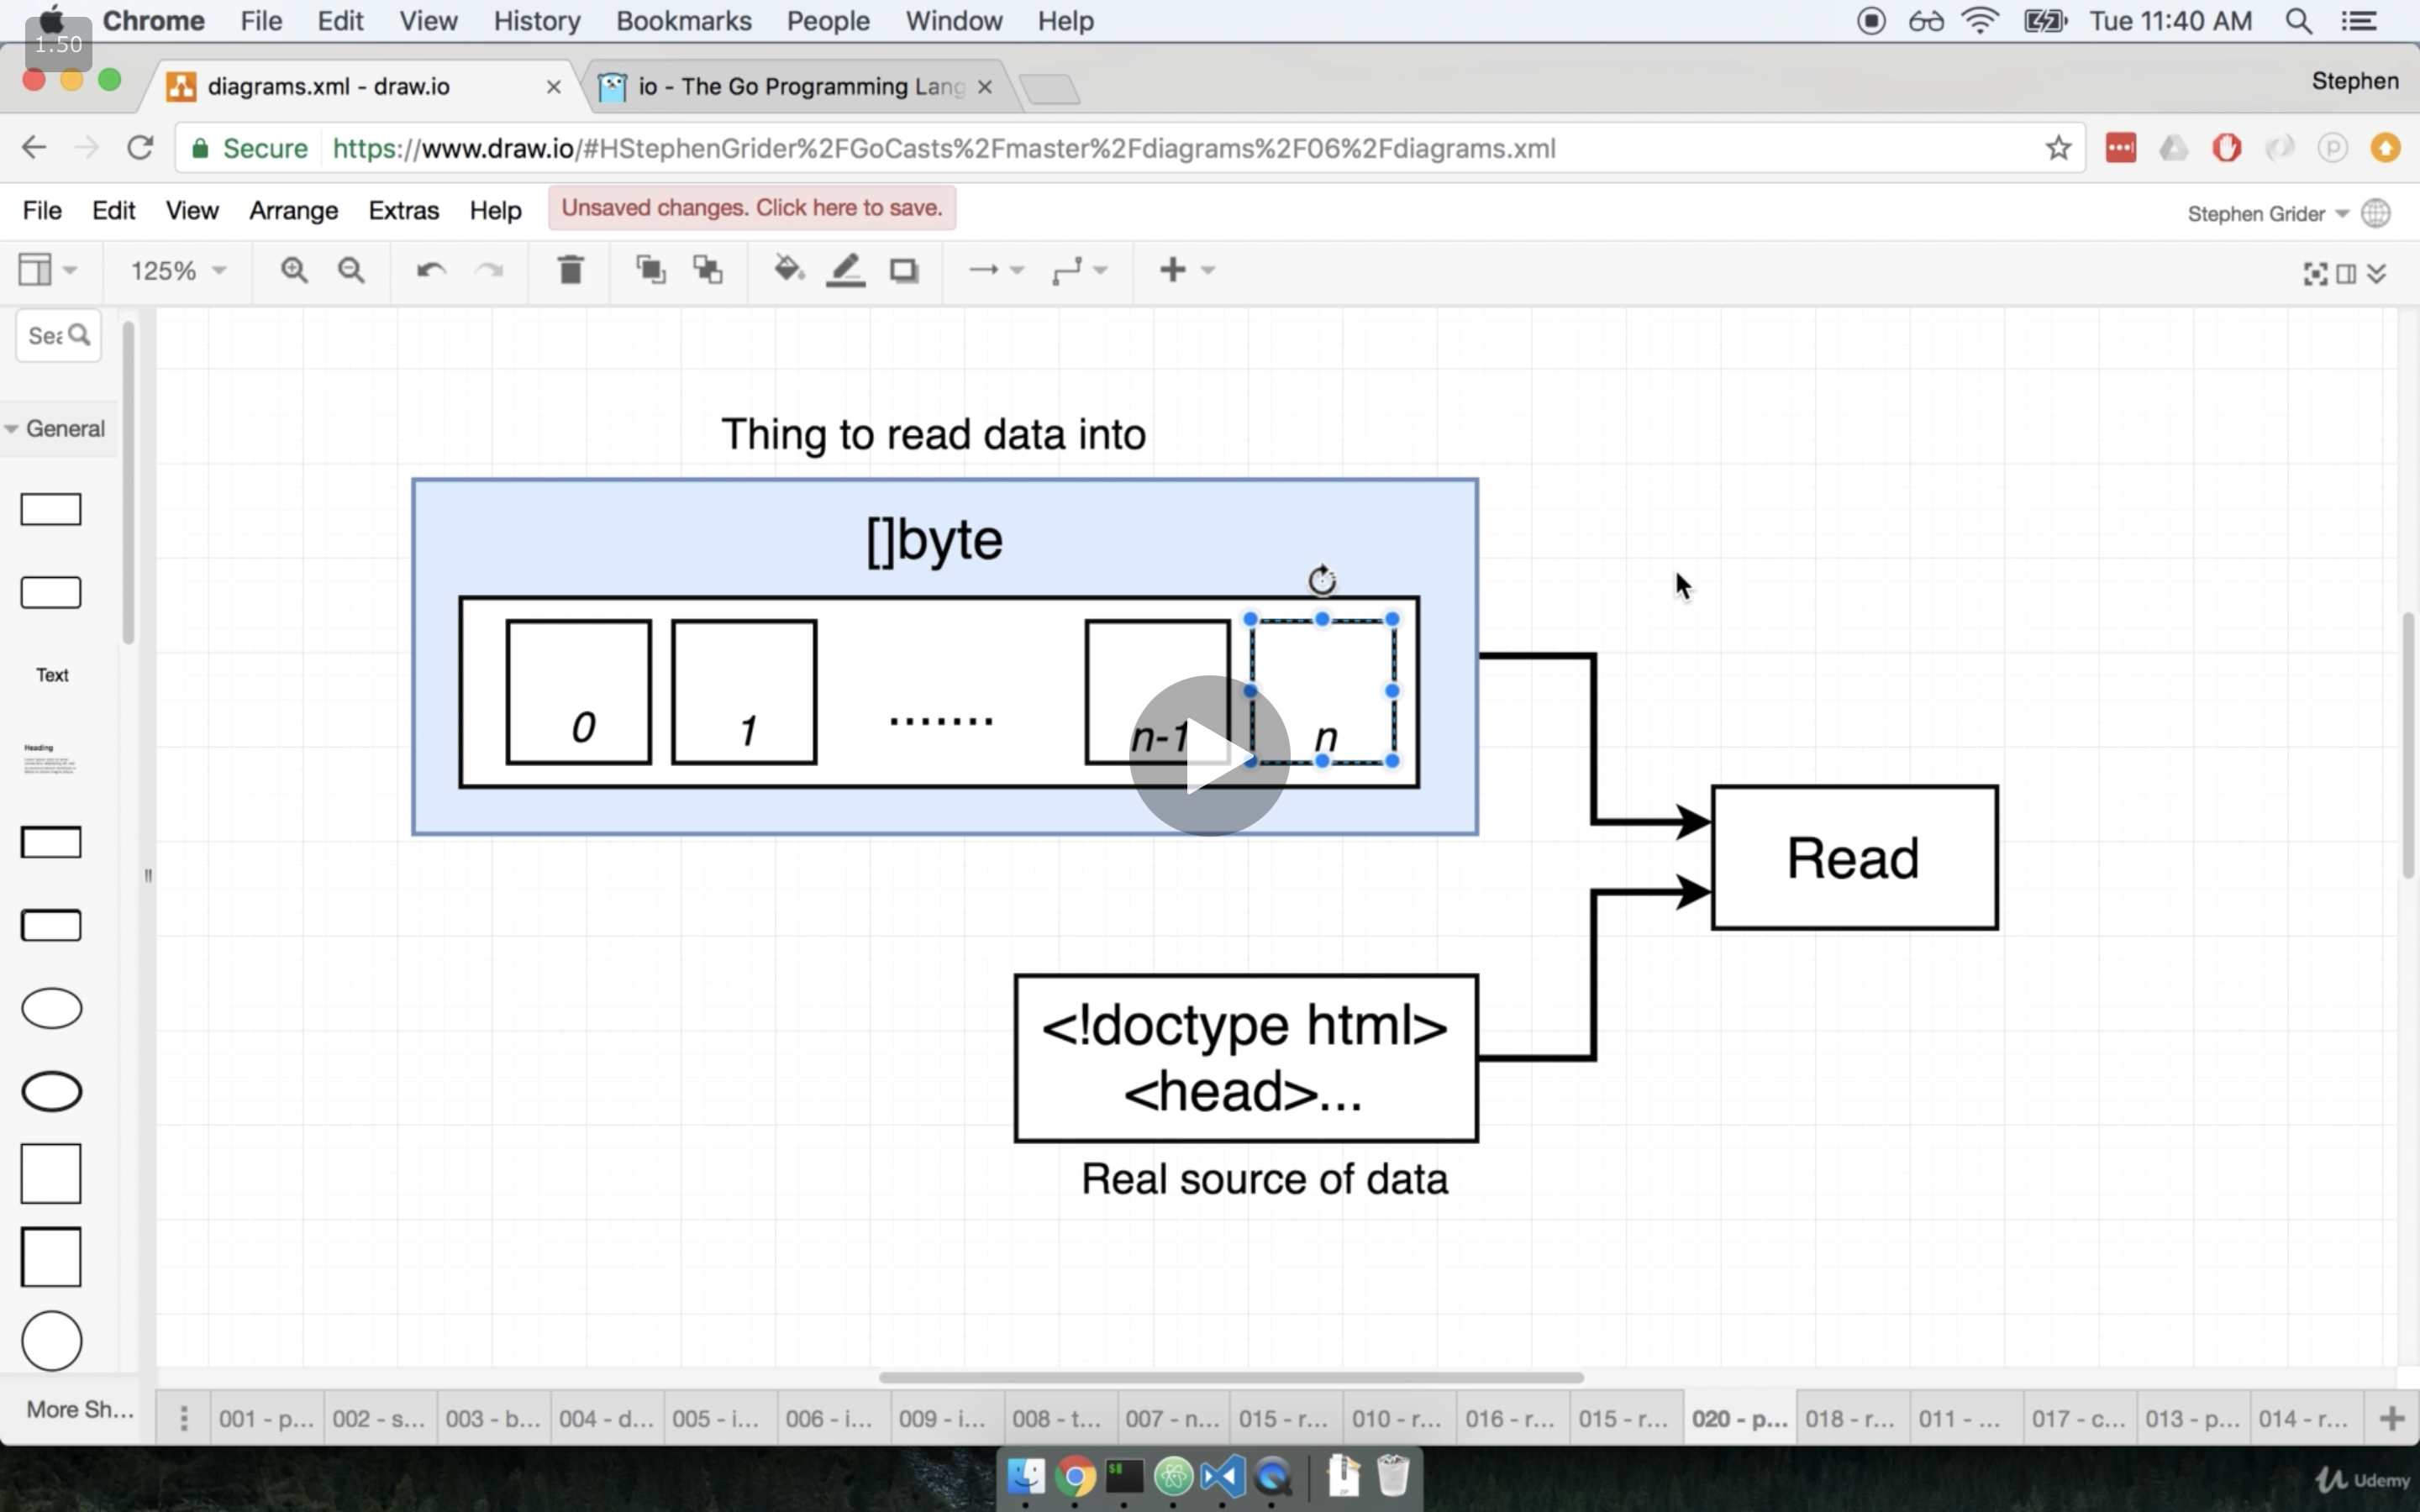 Chrome File Edit View History Bookmarks People Window Help Tue 11:40 AM
1.50
diagrams.xml - draw.io
io - The Go Programming Lang
Stephen
Secure https://www.draw.io/#HStephenGrider%2FGoCasts%2Fmaster%2Fdiagrams%2F06%2Fdiagrams.xml
File Edit View Arrange Extras Help Unsaved changes. Click here to save. Stephen Grider
125%
Sea
General
Text
Heading
Thing to read data into
[]byte
0 1 ....... n-1 n
Read
<!doctype html>
<head>...
Real source of data
More Sh...
001 - p... 002 - s... 003 - b... 004 - d... 005 - i... 006 - i... 009 - i... 008 - t... 007 - n... 015 - r... 010 - r... 016 - r... 015 - r... 020 - p... 018 - r... 011 - ... 017 - c... 013 - p... 014 - r...
Udemy